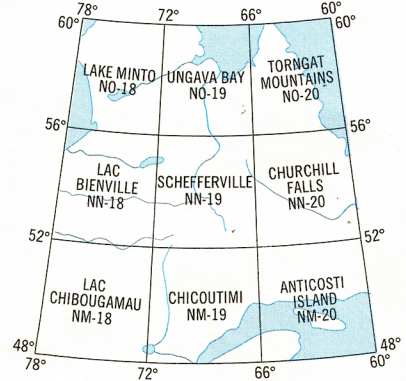 78° 72° 66° 60°
60° 60°
LAKE MINTO
NO-18
UNGAVA BAY
NO-19
TORNGAT
MOUNTAINS
NO-20
56° 56°
LAC
BIENVILLE
NN-18
SCHEFFERVILLE
NN-19
CHURCHILL
FALLS
NN-20
52° 52°
LAC
CHIBOUGAMAU
NM-18
CHICOUTIMI
NM-19
ANTICOSTI
ISLAND
NM-20
48° 48°
78° 72° 66° 60°